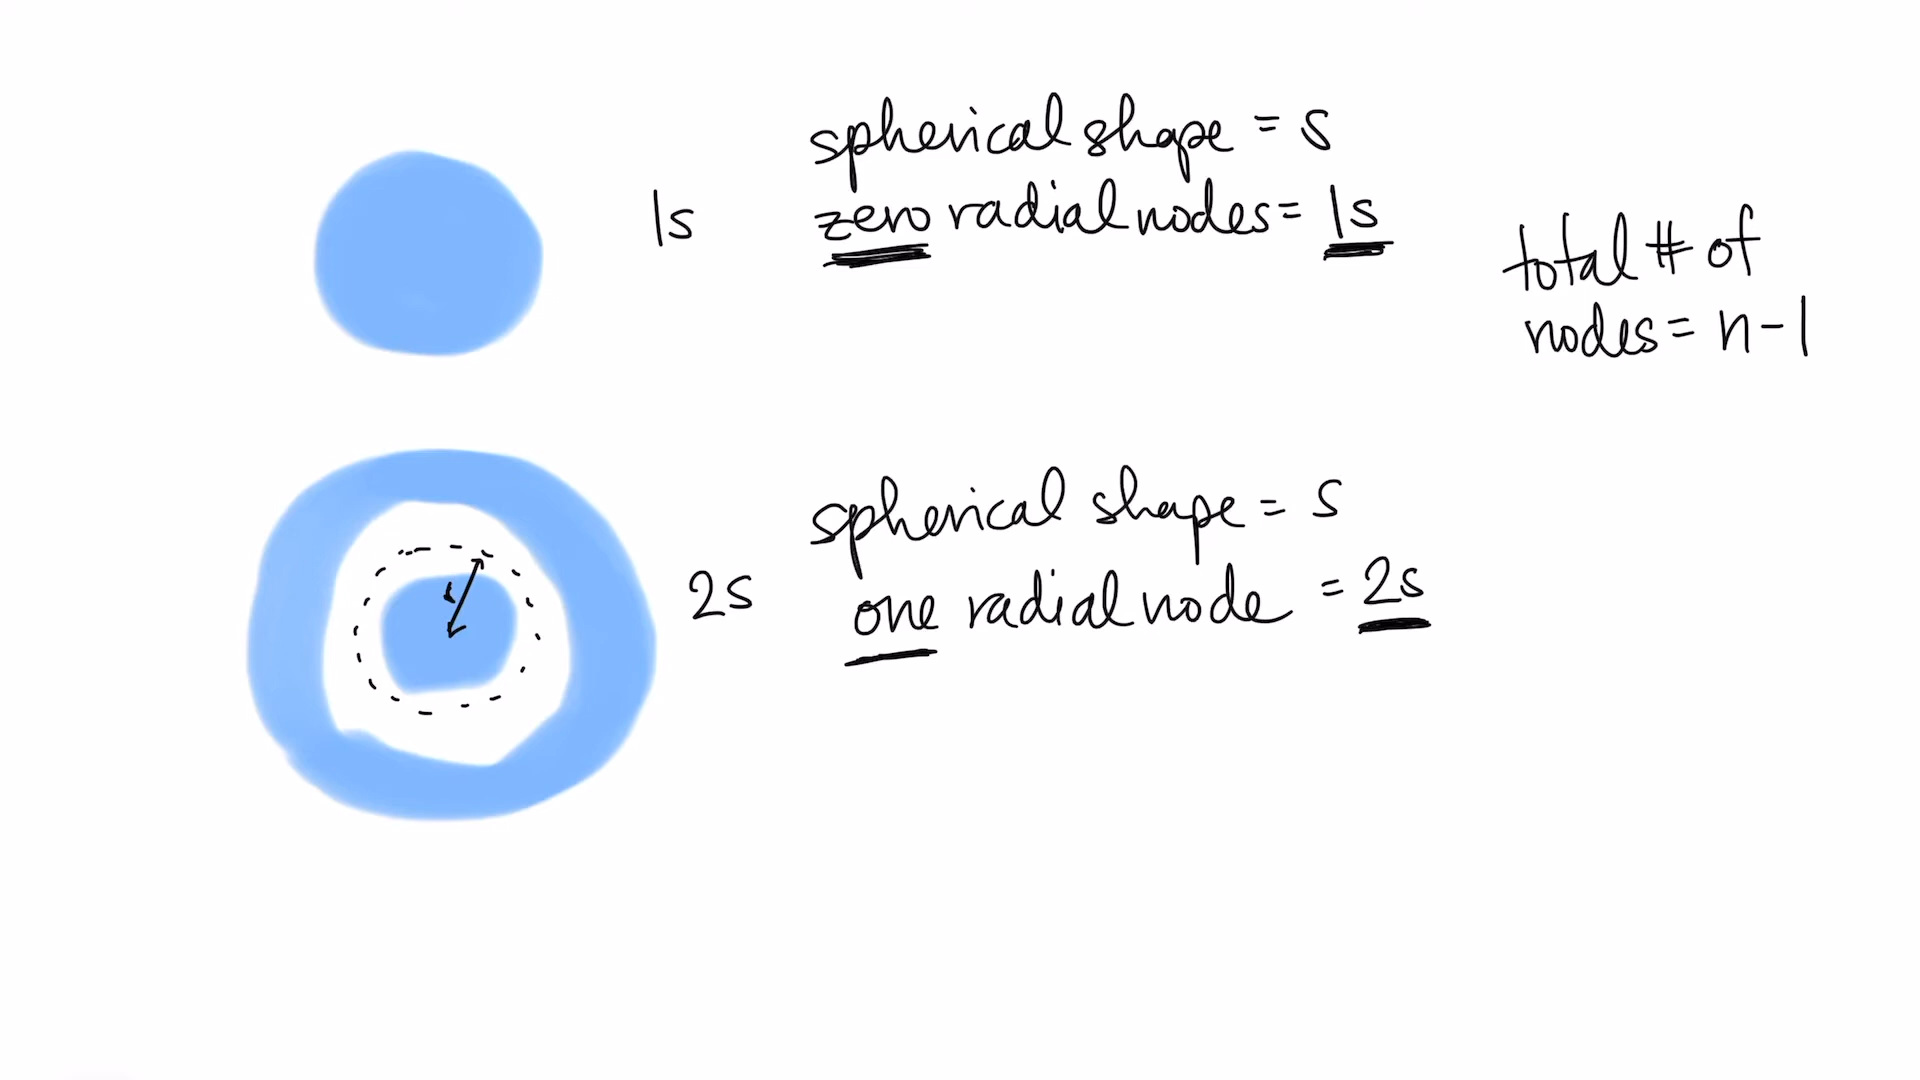 spherical shape = s
1s
zero radial nodes = 1s
total # of
nodes = n - 1
spherical shape = s
2s
one radial node = 2s